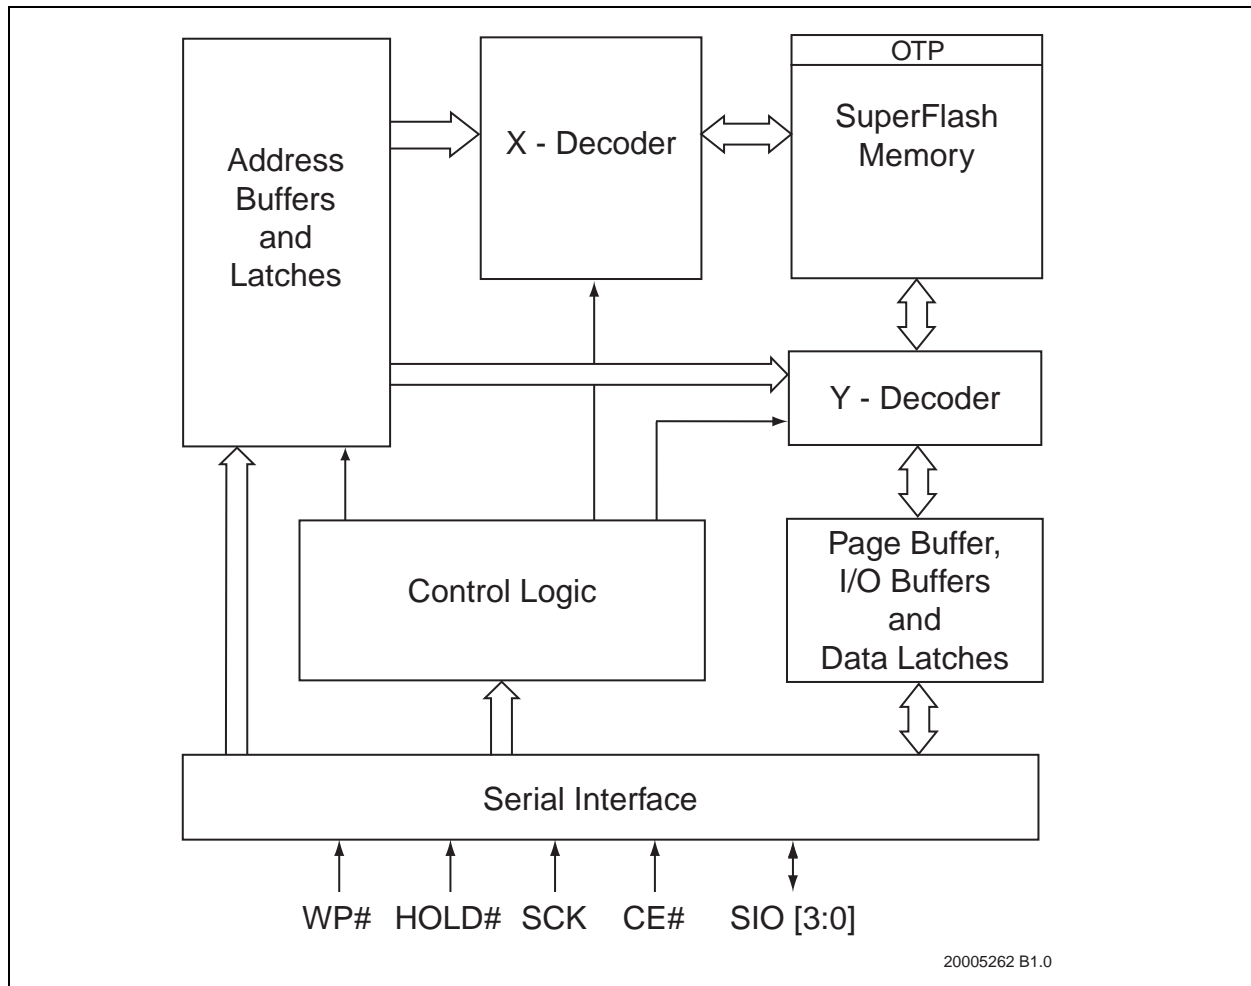 OTP
SuperFlash
Memory
X - Decoder
Address
Buffers
and
Latches
Y - Decoder
Page Buffer,
I/O Buffers
and
Data Latches
Control Logic
Serial Interface
WP# HOLD# SCK CE# SIO [3:0]
20005262 B1.0